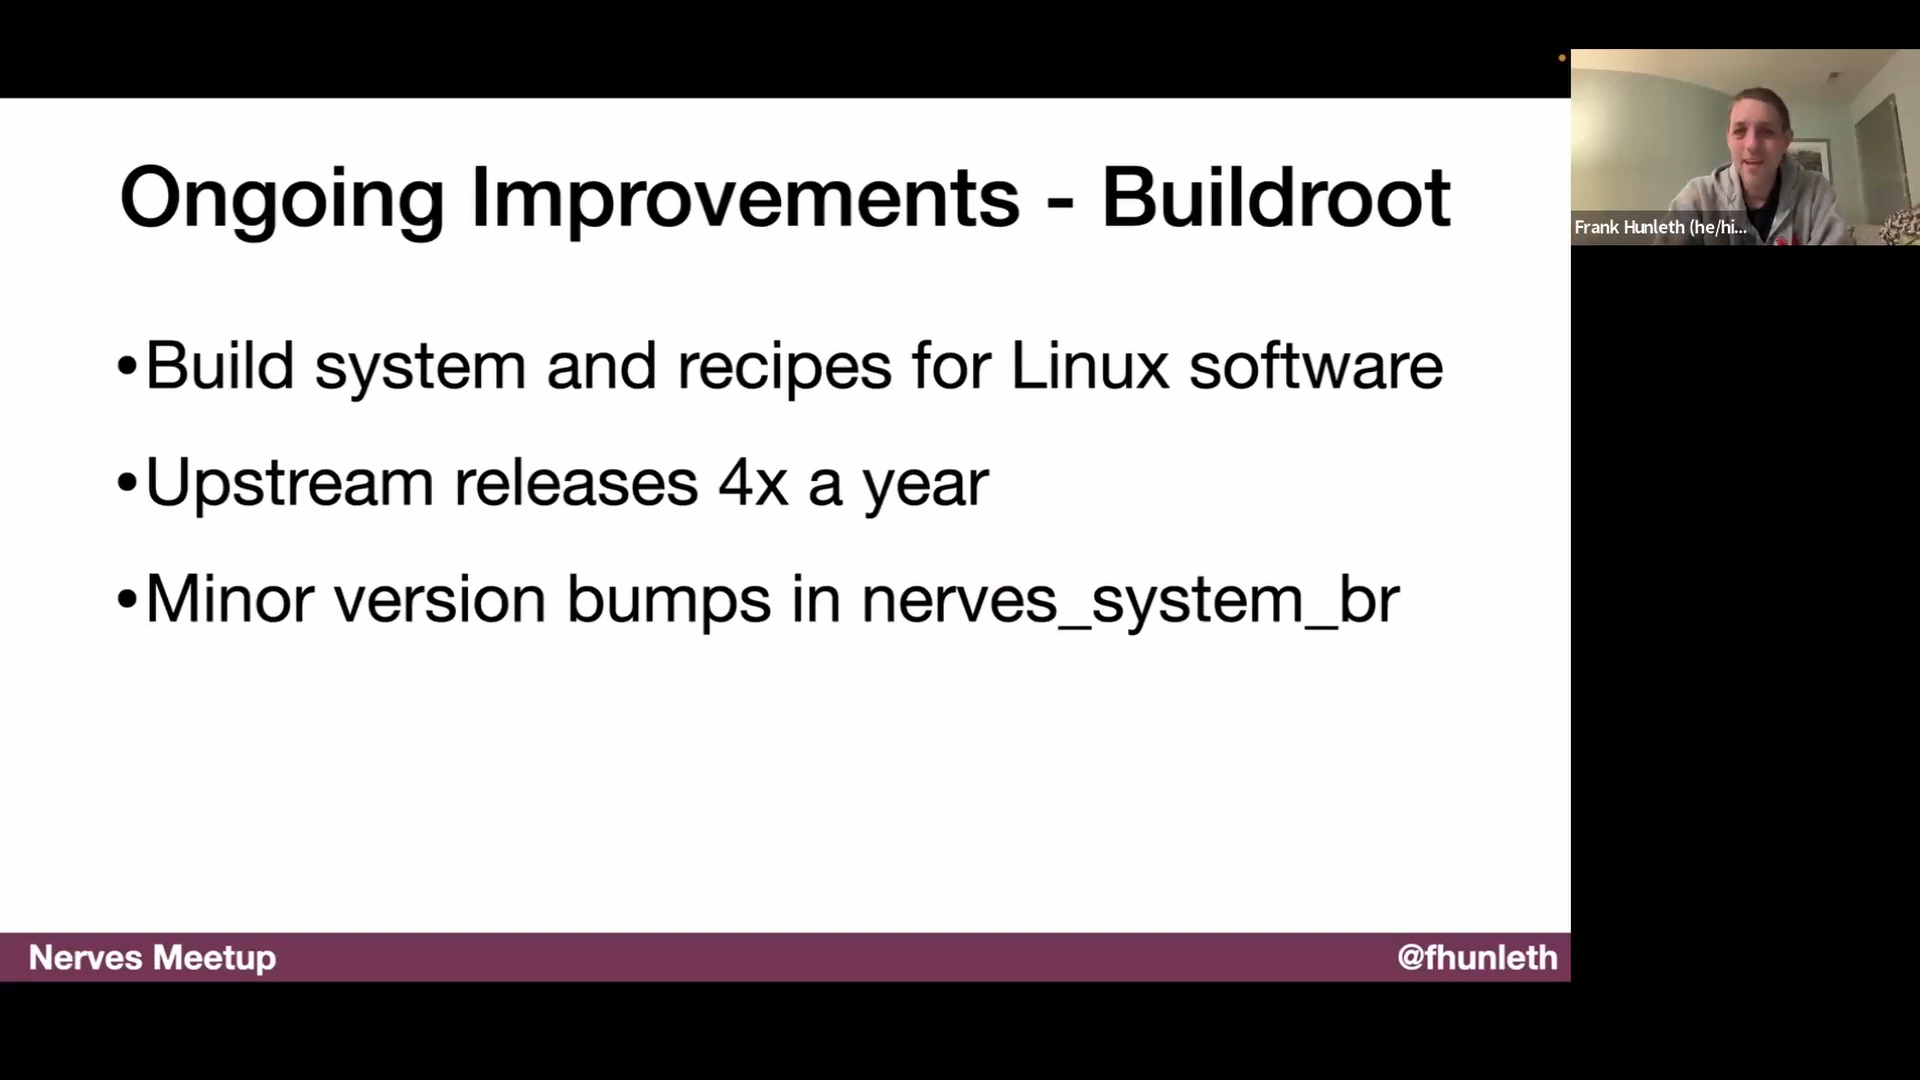 Ongoing Improvements - Buildroot
•Build system and recipes for Linux software
•Upstream releases 4x a year
•Minor version bumps in nerves_system_br
Nerves Meetup
@fhunleth
Frank Hunleth (he/hi...